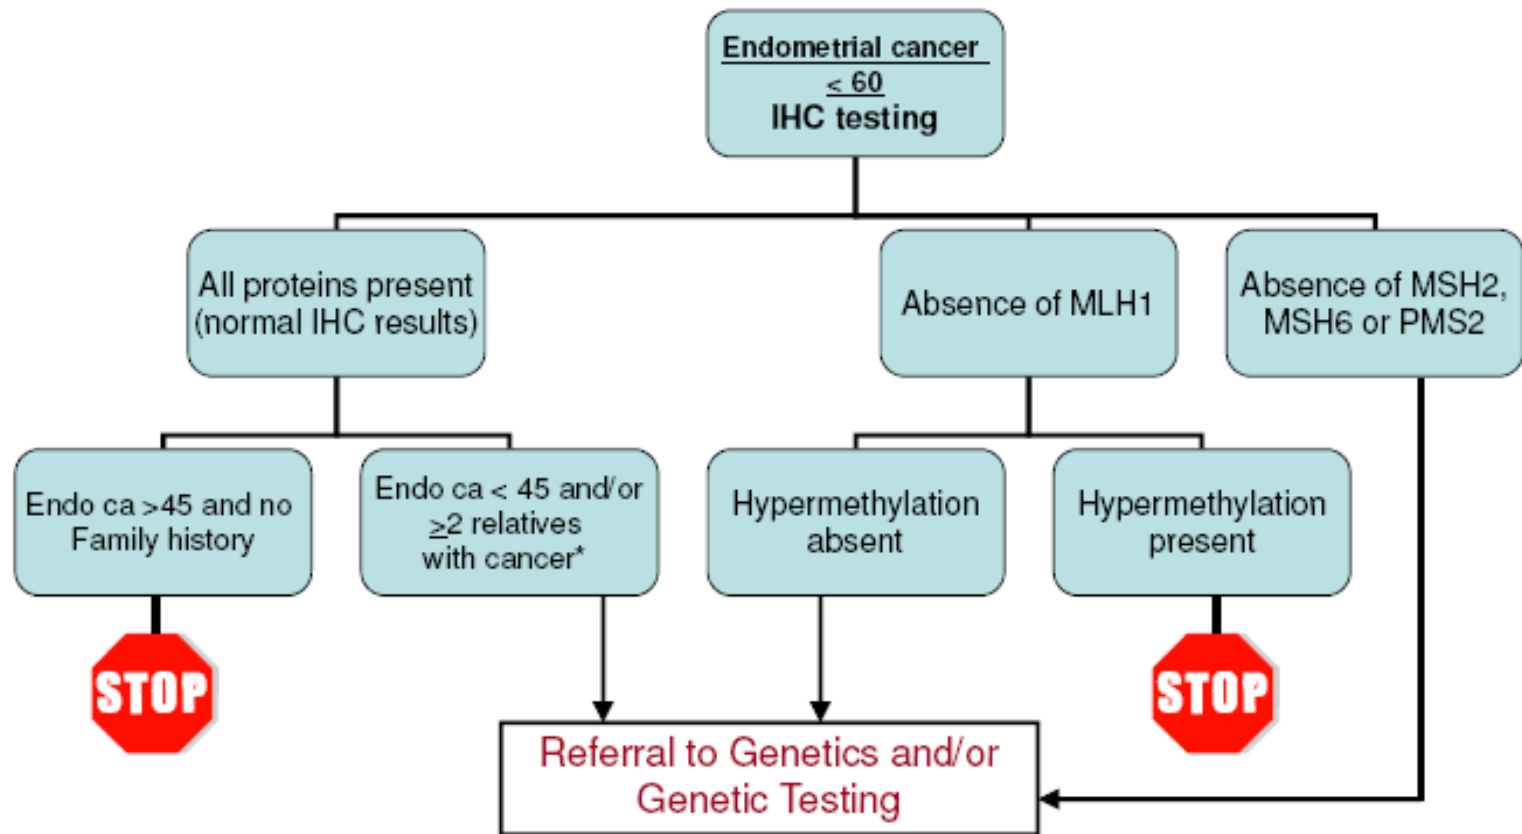 Endometrial cancer
< 60
IHC testing
All proteins present
(normal IHC results)
Absence of MLH1
Absence of MSH2,
MSH6 or PMS2
Endo ca >45 and no
Family history
Endo ca < 45 and/or
≥2 relatives
with cancer*
Hypermethylation
absent
Hypermethylation
present
STOP
STOP
Referral to Genetics and/or
Genetic Testing